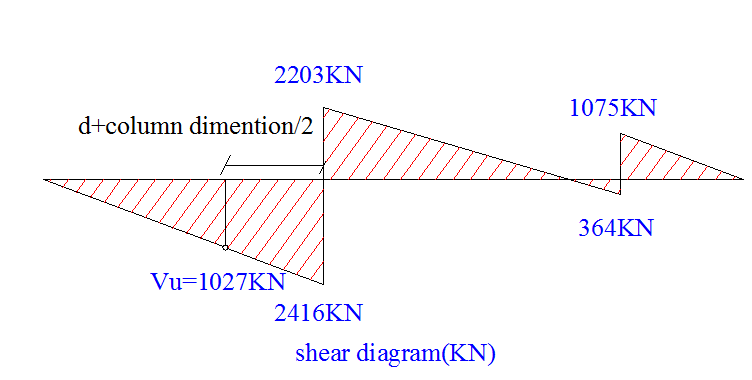 2203KN
1075KN
d+column dimention/2
364KN
Vu=1027KN
2416KN
shear diagram(KN)